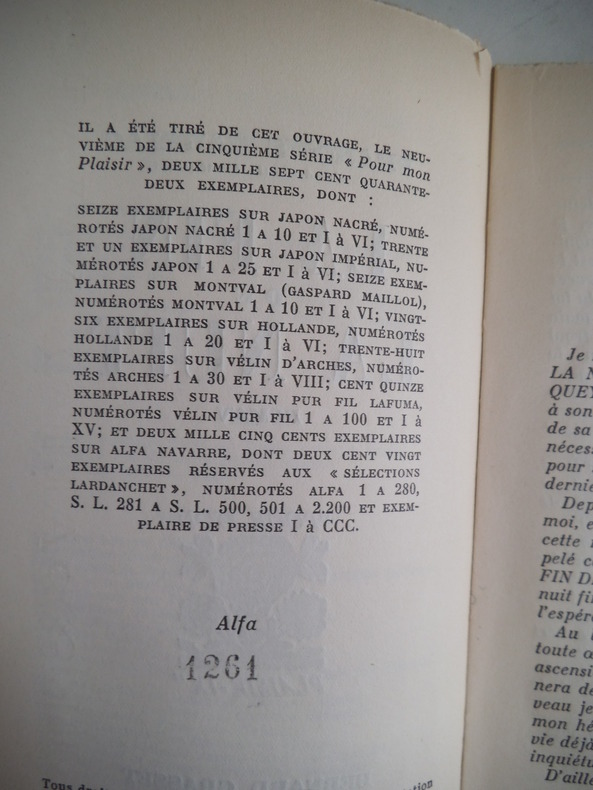 IL A ÉTÉ TIRÉ DE CET OUVRAGE, LE NEU-
VIÈME DE LA CINQUIÈME SÉRIE « Pour mon
Plaisir », DEUX MILLE SEPT CENT QUARANTE-
DEUX EXEMPLAIRES, DONT :
SEIZE EXEMPLAIRES SUR JAPON NACRÉ, NUMÉ-
ROTÉS JAPON NACRÉ 1 A 10 ET I à VI; TRENTE
ET UN EXEMPLAIRES SUR JAPON IMPÉRIAL, NU-
MÉROTÉS JAPON 1 A 25 ET I à VI; SEIZE EXEM-
PLAIRES SUR MONTVAL (GASPARD MAILLOL),
NUMÉROTÉS MONTVAL 1 A 10 ET I à VI; VINGT-
SIX EXEMPLAIRES SUR HOLLANDE, NUMÉROTÉS
HOLLANDE 1 A 20 ET I à VI; TRENTE-HUIT
EXEMPLAIRES SUR VÉLIN D'ARCHES, NUMÉRO-
TÉS ARCHES 1 A 30 ET I à VIII; CENT QUINZE
EXEMPLAIRES SUR VÉLIN PUR FIL LAFUMA,
NUMÉROTÉS VÉLIN PUR FIL 1 A 100 ET I à
XV; ET DEUX MILLE CINQ CENTS EXEMPLAIRES
SUR ALFA NAVARRE, DONT DEUX CENT VINGT
EXEMPLAIRES RÉSERVÉS AUX « SÉLECTIONS
LARDANCHET », NUMÉROTÉS ALFA 1 A 280,
S. L. 281 A S. L. 500, 501 A 2.200 ET EXEM-
PLAIRE DE PRESSE I à CCC.
Alfa
1261
Tous
Je
LA
QUEY
à son
de sa
nécess
pour
dernie
Dep
moi, e
cette
pelé c
FIN D
nuit fi
l'espér
Au
toute a
ascensi
nera de
veau je
mon hé
vie déjà
inquiétu
D'aille